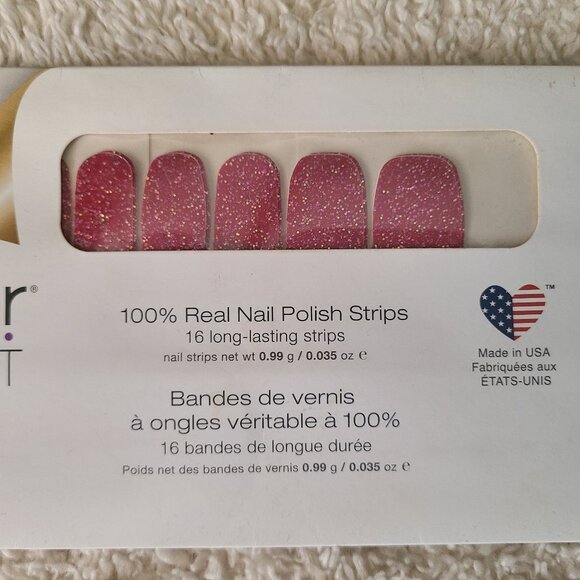 r®
T
100% Real Nail Polish Strips
16 long-lasting strips
nail strips net wt 0.99 g / 0.035 oz ℮
Bandes de vernis
à ongles véritable à 100%
16 bandes de longue durée
Poids net des bandes de vernis 0.99 g / 0.035 oz ℮
™
Made in USA
Fabriquées aux
ÉTATS-UNIS